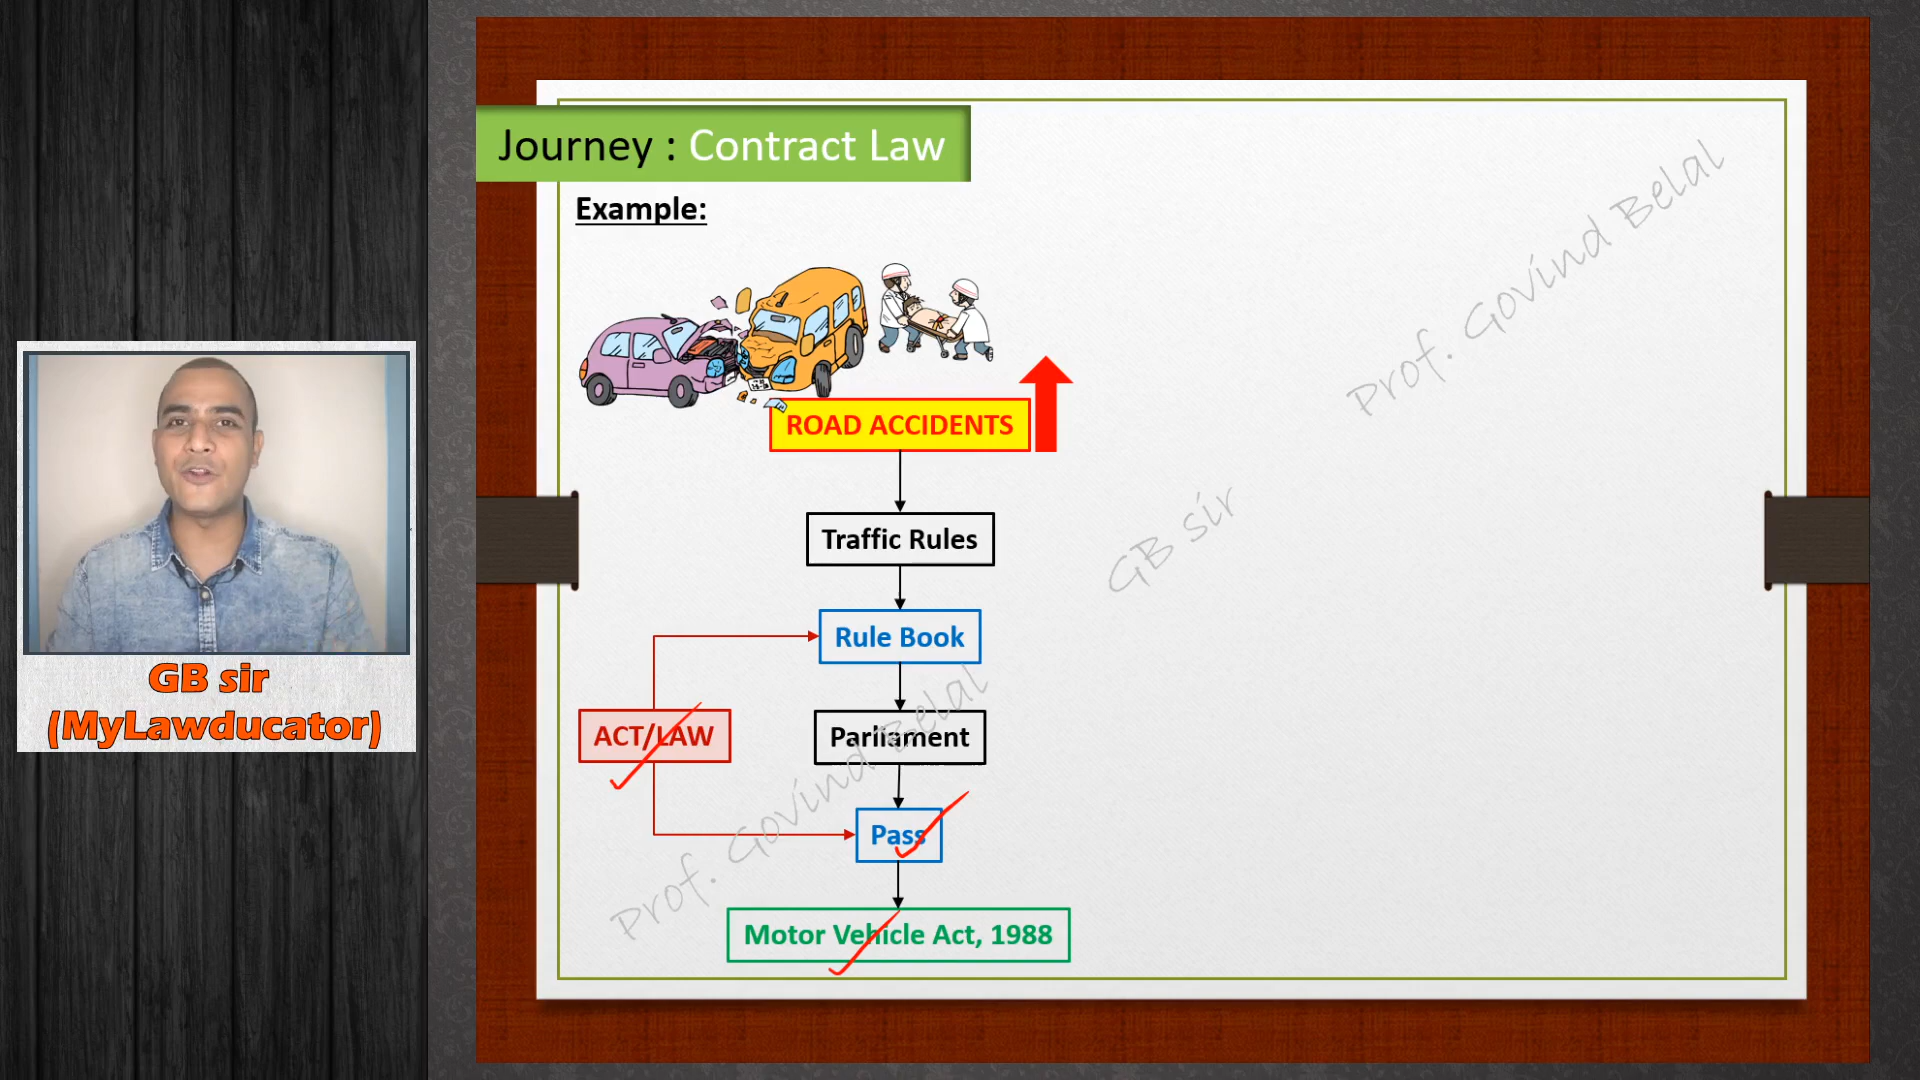 Journey : Contract Law
Example:
ROAD ACCIDENTS
Traffic Rules
Rule Book
ACT/LAW
Parliament
Pass
Motor Vehicle Act, 1988
GB sir
(MyLawducator)
Prof. Govind Belal
GB sir
Prof. Govind Belal